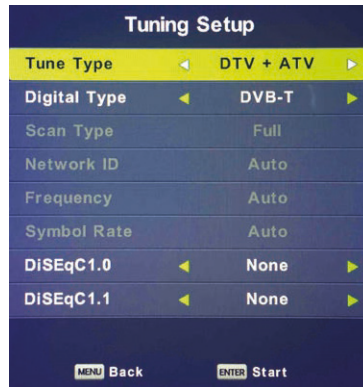 Tuning Setup
Tune Type DTV + ATV
Digital Type DVB-T
Scan Type Full
Network ID Auto
Frequency Auto
Symbol Rate Auto
DiSEqC1.0 None
DiSEqC1.1 None
MENU Back ENTER Start